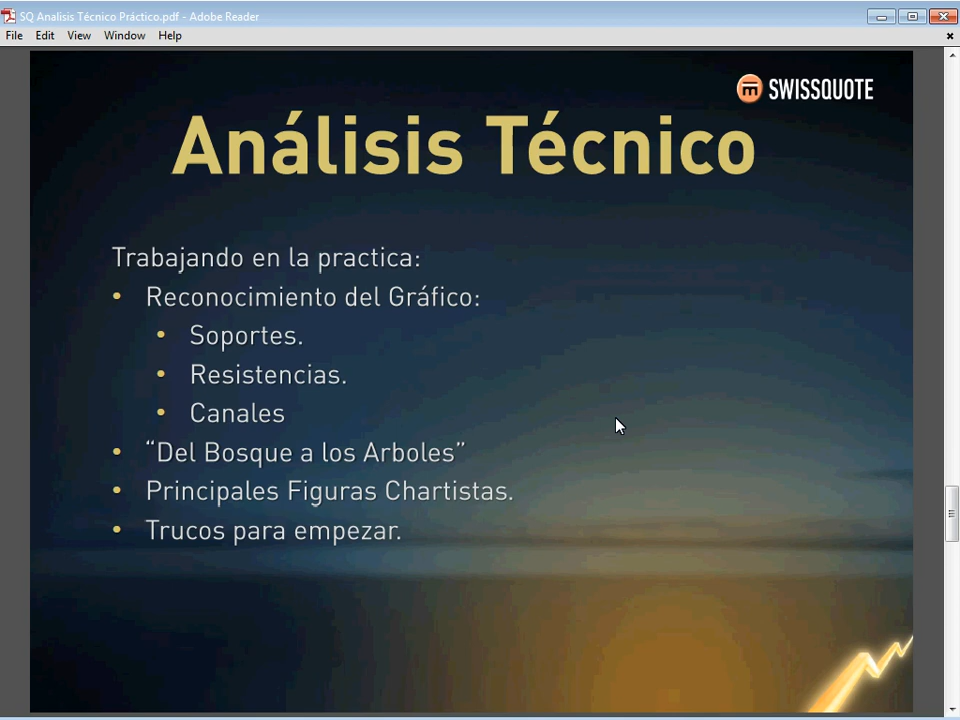 SQ Analisis Técnico Práctico.pdf - Adobe Reader
File Edit View Window Help
SWISSQUOTE
Análisis Técnico
Trabajando en la practica:
• Reconocimiento del Gráfico:
• Soportes.
• Resistencias.
• Canales
• “Del Bosque a los Arboles”
• Principales Figuras Chartistas.
• Trucos para empezar.